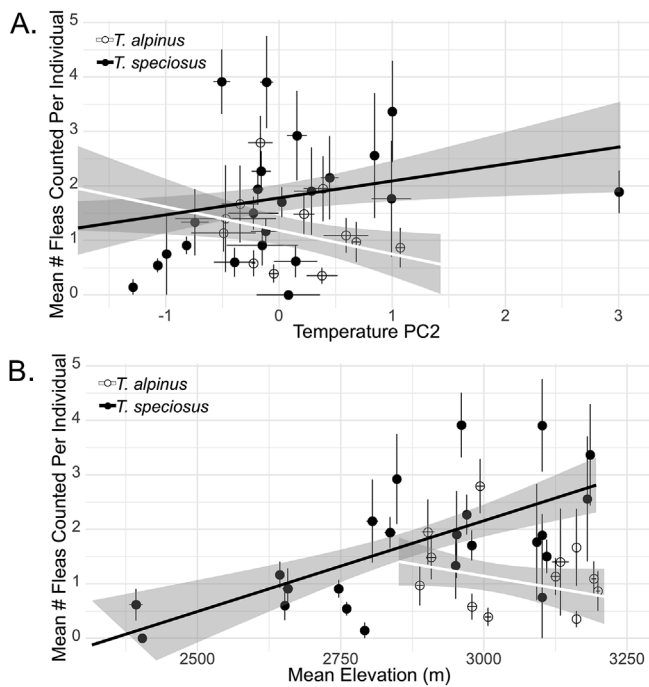 A.
Mean # Fleas Counted Per Individual
5
4
3
2
1
0
T. alpinus
T. speciosus
-1
0
1
2
3
Temperature PC2
B.
Mean # Fleas Counted Per Individual
5
4
3
2
1
0
T. alpinus
T. speciosus
2500
2750
3000
3250
Mean Elevation (m)